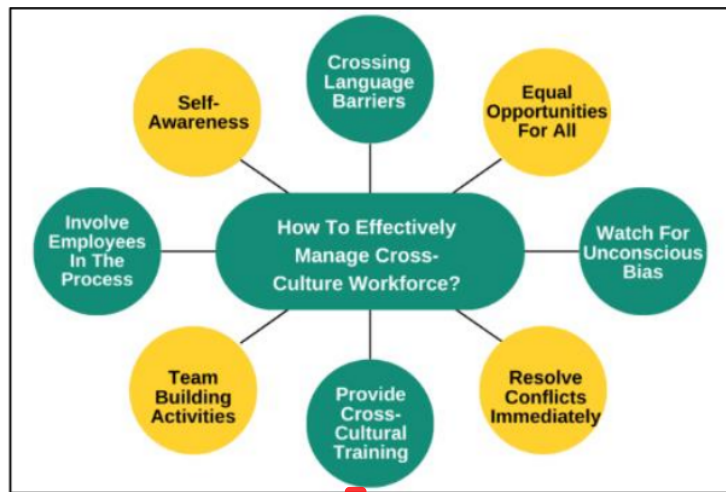 Crossing
Language
Barriers
Self-
Awareness
Equal
Opportunities
For All
Involve
Employees
In The
Process
How To Effectively
Manage Cross-
Culture Workforce?
Watch For
Unconscious
Bias
Team
Building
Activities
Provide
Cross-
Cultural
Training
Resolve
Conflicts
Immediately